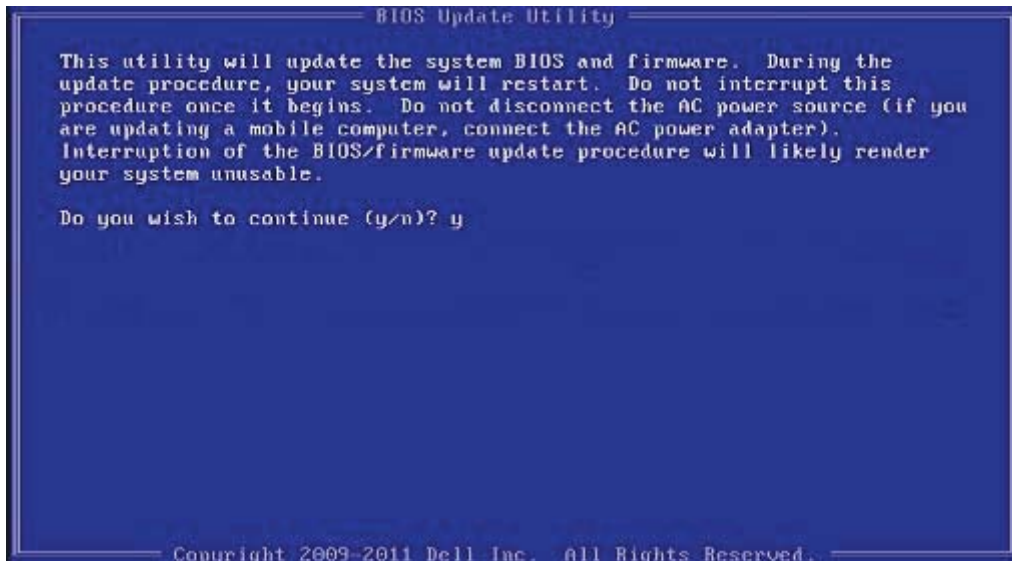 BIOS Update Utility
This utility will update the system BIOS and firmware. During the
update procedure, your system will restart. Do not interrupt this
procedure once it begins. Do not disconnect the AC power source (if you
are updating a mobile computer, connect the AC power adapter).
Interruption of the BIOS/firmware update procedure will likely render
your system unusable.
Do you wish to continue (y/n)? y
Copyright 2009-2011 Dell Inc. All Rights Reserved.